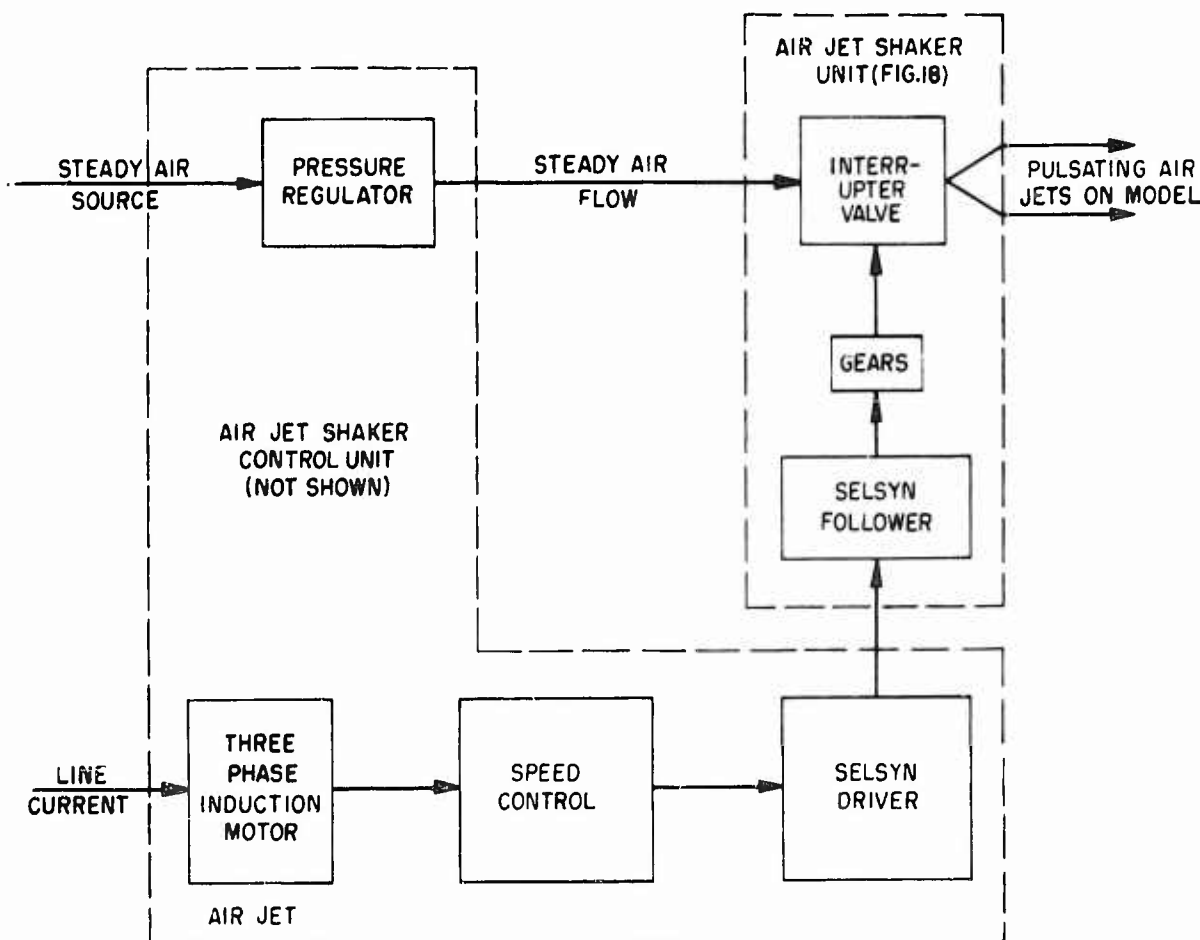 AIR JET SHAKER
UNIT (FIG.18)
STEADY AIR
SOURCE
PRESSURE
REGULATOR
STEADY AIR
FLOW
INTERR-
UPTER
VALVE
PULSATING AIR
JETS ON MODEL
GEARS
AIR JET SHAKER
CONTROL UNIT
(NOT SHOWN)
SELSYN
FOLLOWER
LINE
CURRENT
THREE
PHASE
INDUCTION
MOTOR
SPEED
CONTROL
SELSYN
DRIVER
AIR JET